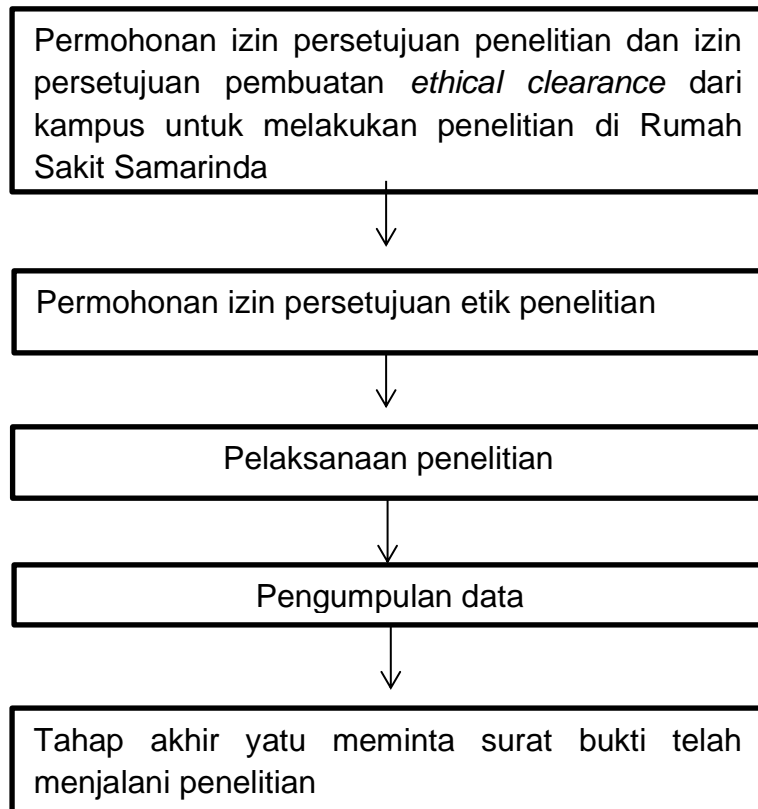 Permohonan izin persetujuan penelitian dan izin
persetujuan pembuatan ethical clearance dari
kampus untuk melakukan penelitian di Rumah
Sakit Samarinda
Permohonan izin persetujuan etik penelitian
Pelaksanaan penelitian
Pengumpulan data
Tahap akhir yatu meminta surat bukti telah
menjalani penelitian